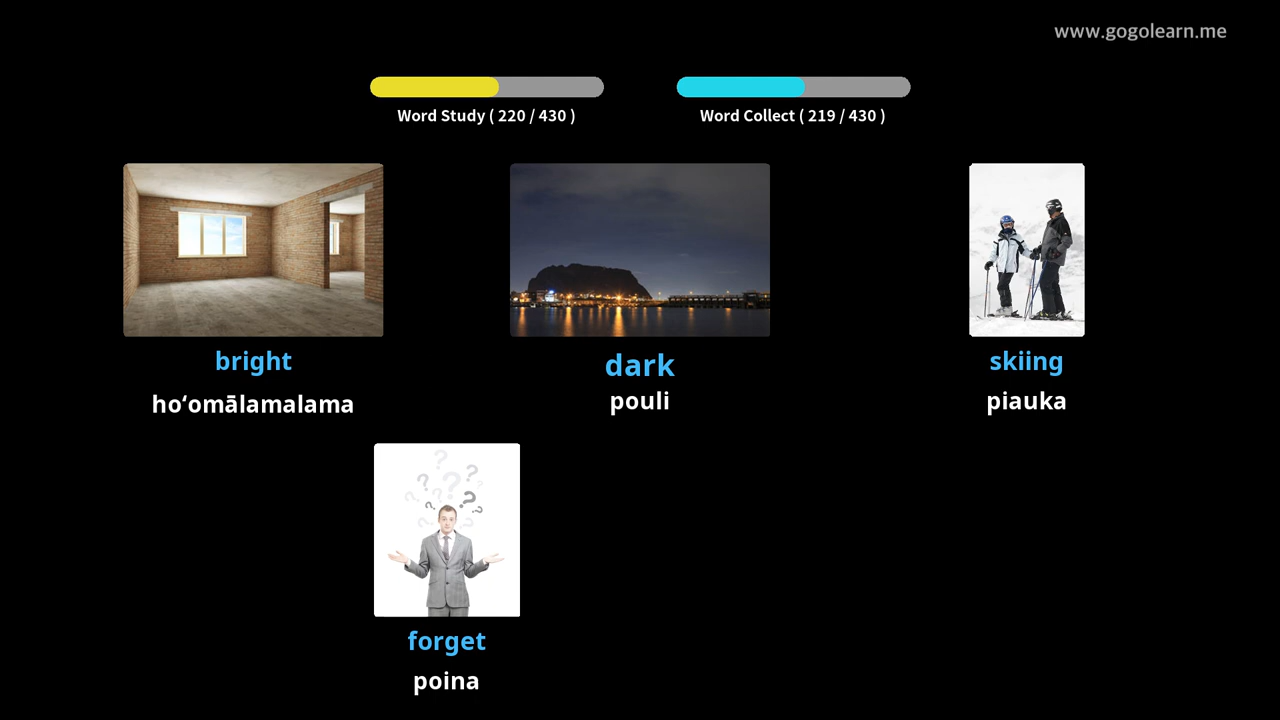 www.gogolearn.me
Word Study ( 220 / 430 )
Word Collect ( 219 / 430 )
bright
hoʻomālamalama
dark
pouli
skiing
piauka
forget
poina